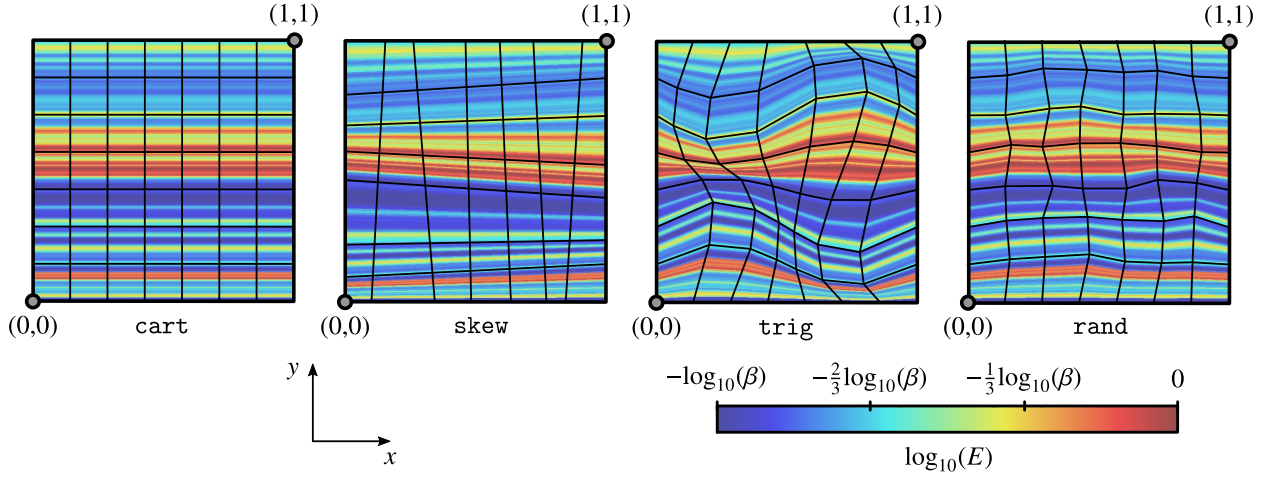 (1,1) (1,1) (1,1) (1,1)
(0,0) cart (0,0) skew (0,0) trig (0,0) rand
y
x
−log₁₀(β) −⅔log₁₀(β) −⅓log₁₀(β) 0
log₁₀(E)